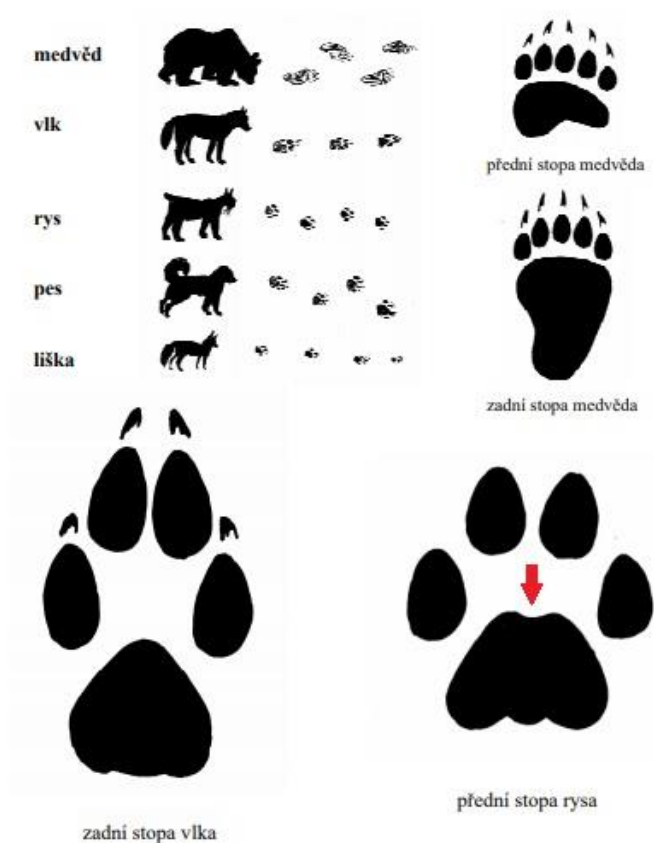 medvěd
vlk
rys
pes
liška
přední stopa medvěda
zadní stopa medvěda
zadní stopa vlka
přední stopa rysa